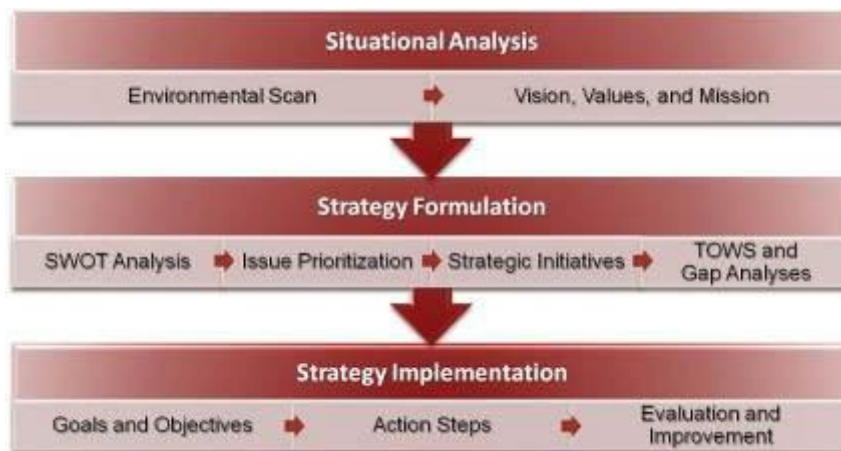 Situational Analysis
Environmental Scan
Vision, Values, and Mission
Strategy Formulation
SWOT Analysis
Issue Prioritization
Strategic Initiatives
TOWS and
Gap Analyses
Strategy Implementation
Goals and Objectives
Action Steps
Evaluation and
Improvement